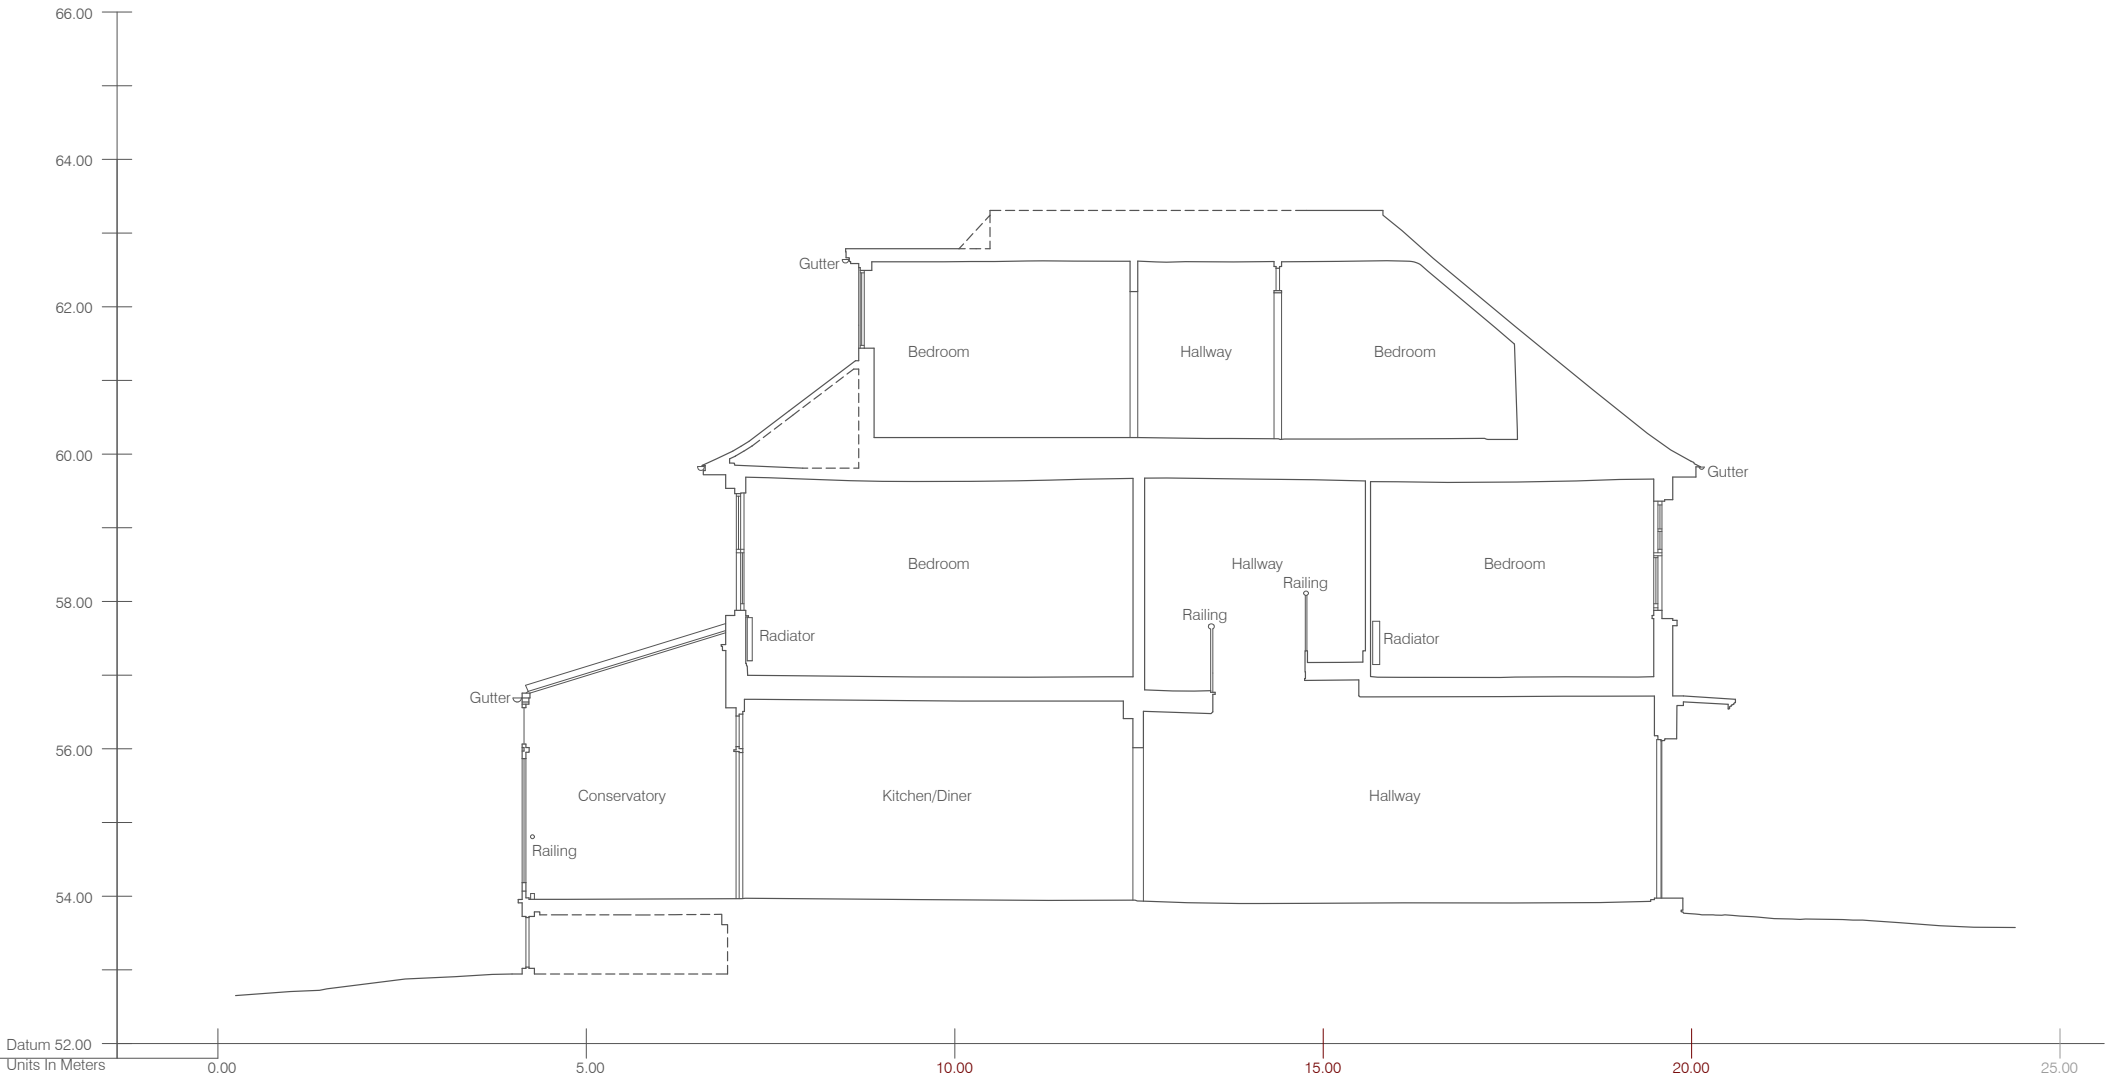 66.00
64.00
Gutter
62.00
Bedroom
Hallway
Bedroom
60.00
Gutter
Bedroom
Hallway
Bedroom
Railing
58.00
Railing
Radiator
Radiator
Gutter
56.00
Conservatory
Kitchen/Diner
Hallway
Railing
54.00
Datum 52.00
Units In Meters
0.00
5.00
10.00
15.00
20.00
25.00